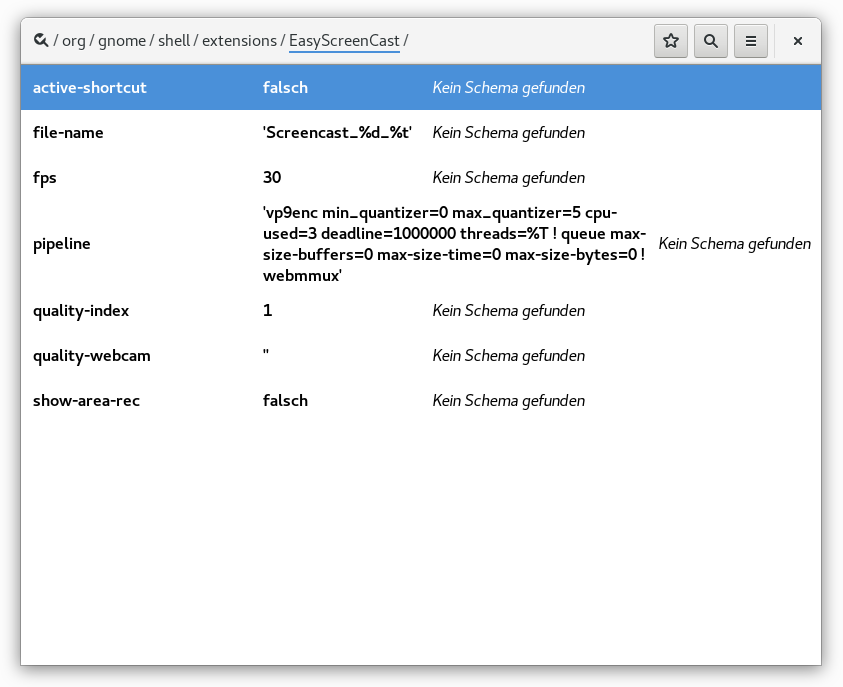 / org / gnome / shell / extensions / EasyScreenCast /
active-shortcut falsch Kein Schema gefunden
file-name 'Screencast_%d_%t' Kein Schema gefunden
fps 30 Kein Schema gefunden
pipeline 'vp9enc min_quantizer=0 max_quantizer=5 cpu-
used=3 deadline=1000000 threads=%T ! queue max-
size-buffers=0 max-size-time=0 max-size-bytes=0 !
webmmux' Kein Schema gefunden
quality-index 1 Kein Schema gefunden
quality-webcam '' Kein Schema gefunden
show-area-rec falsch Kein Schema gefunden